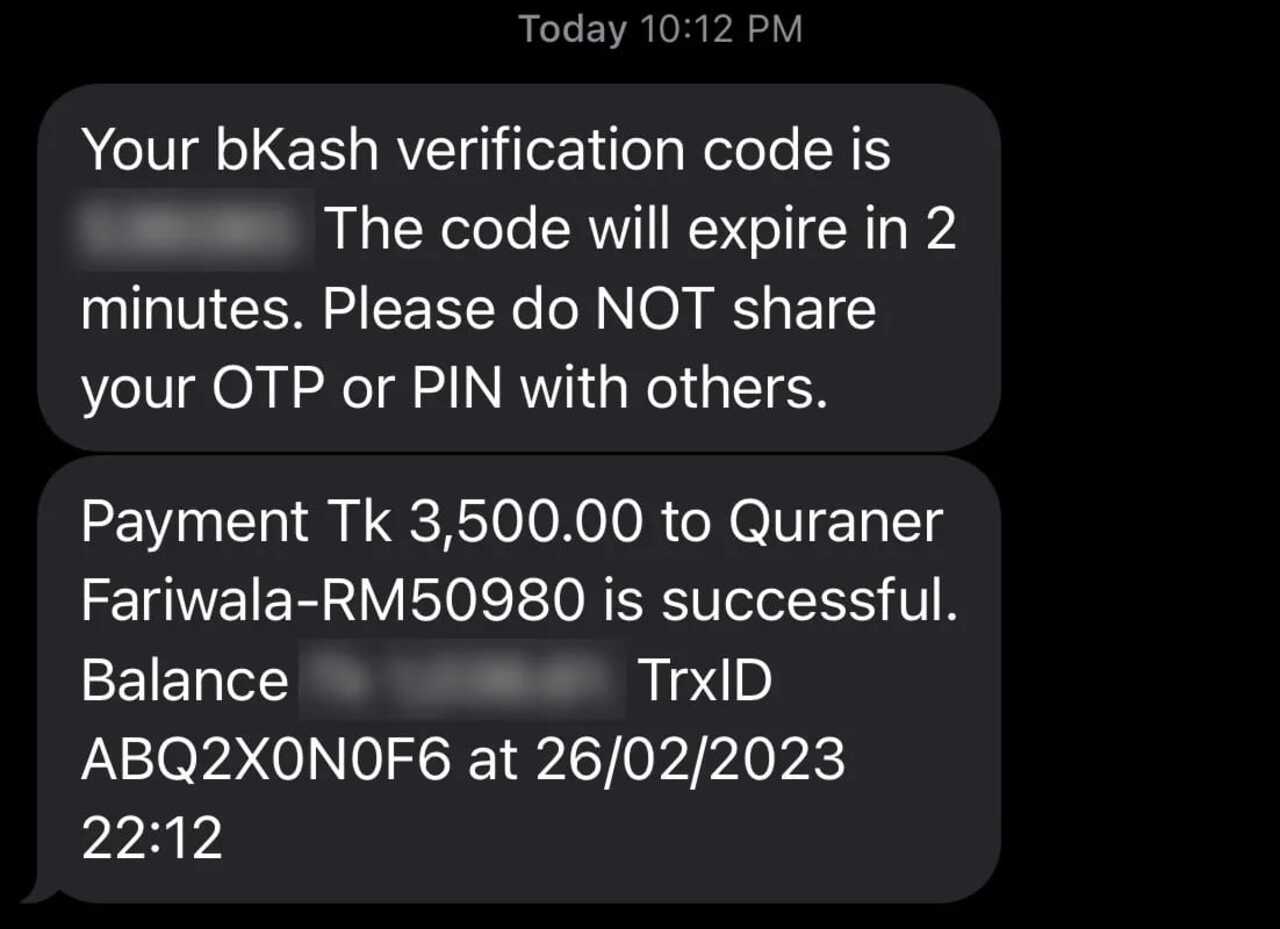 Today 10:12 PM
Your bKash verification code is
The code will expire in 2
minutes. Please do NOT share
your OTP or PIN with others.
Payment Tk 3,500.00 to Quraner
Fariwala-RM50980 is successful.
Balance TrxID
ABQ2X0N0F6 at 26/02/2023
22:12